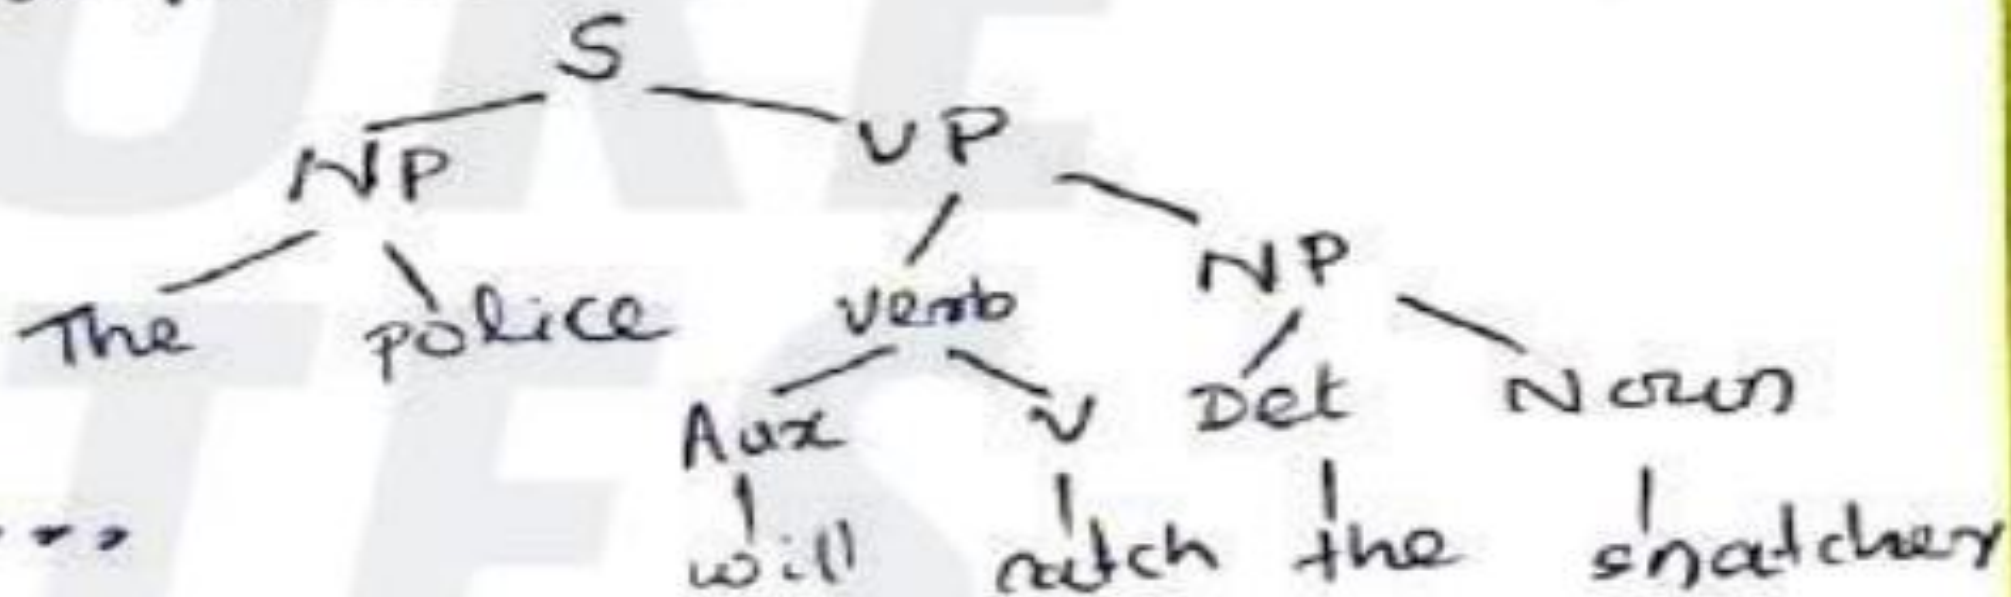 S
NP VP
The police verb NP
Aux V Det Noun
will catch the snatcher